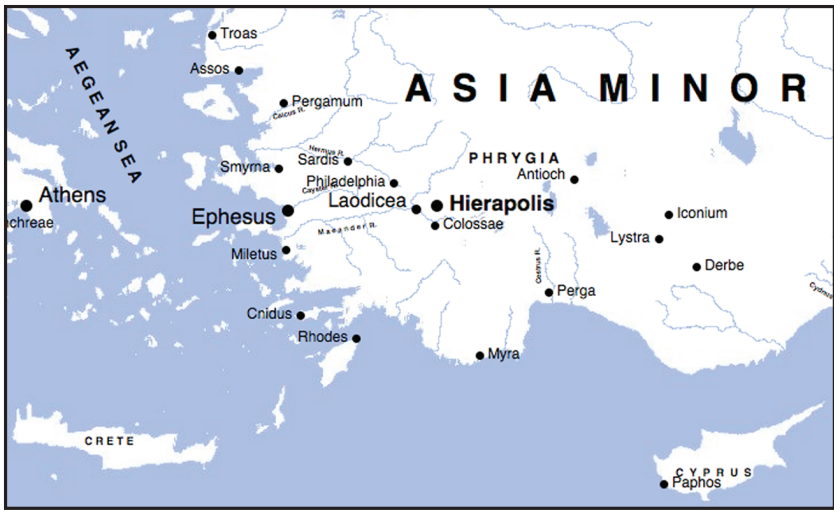 Troas
AEGEAN SEA
Assos
ASIA MINOR
Pergamum
Caicus R.
Hermus R.
Sardis
PHRYGIA
Smyrna
Antioch
Philadelphia
Cayster R.
Athens
Laodicea
Hierapolis
Ephesus
Iconium
chreae
Colossae
Maeander R.
Lystra
Miletus
Derbe
Cestrus R.
Cydnus
Perga
Cnidus
Rhodes
Myra
CRETE
CYPRUS
Paphos